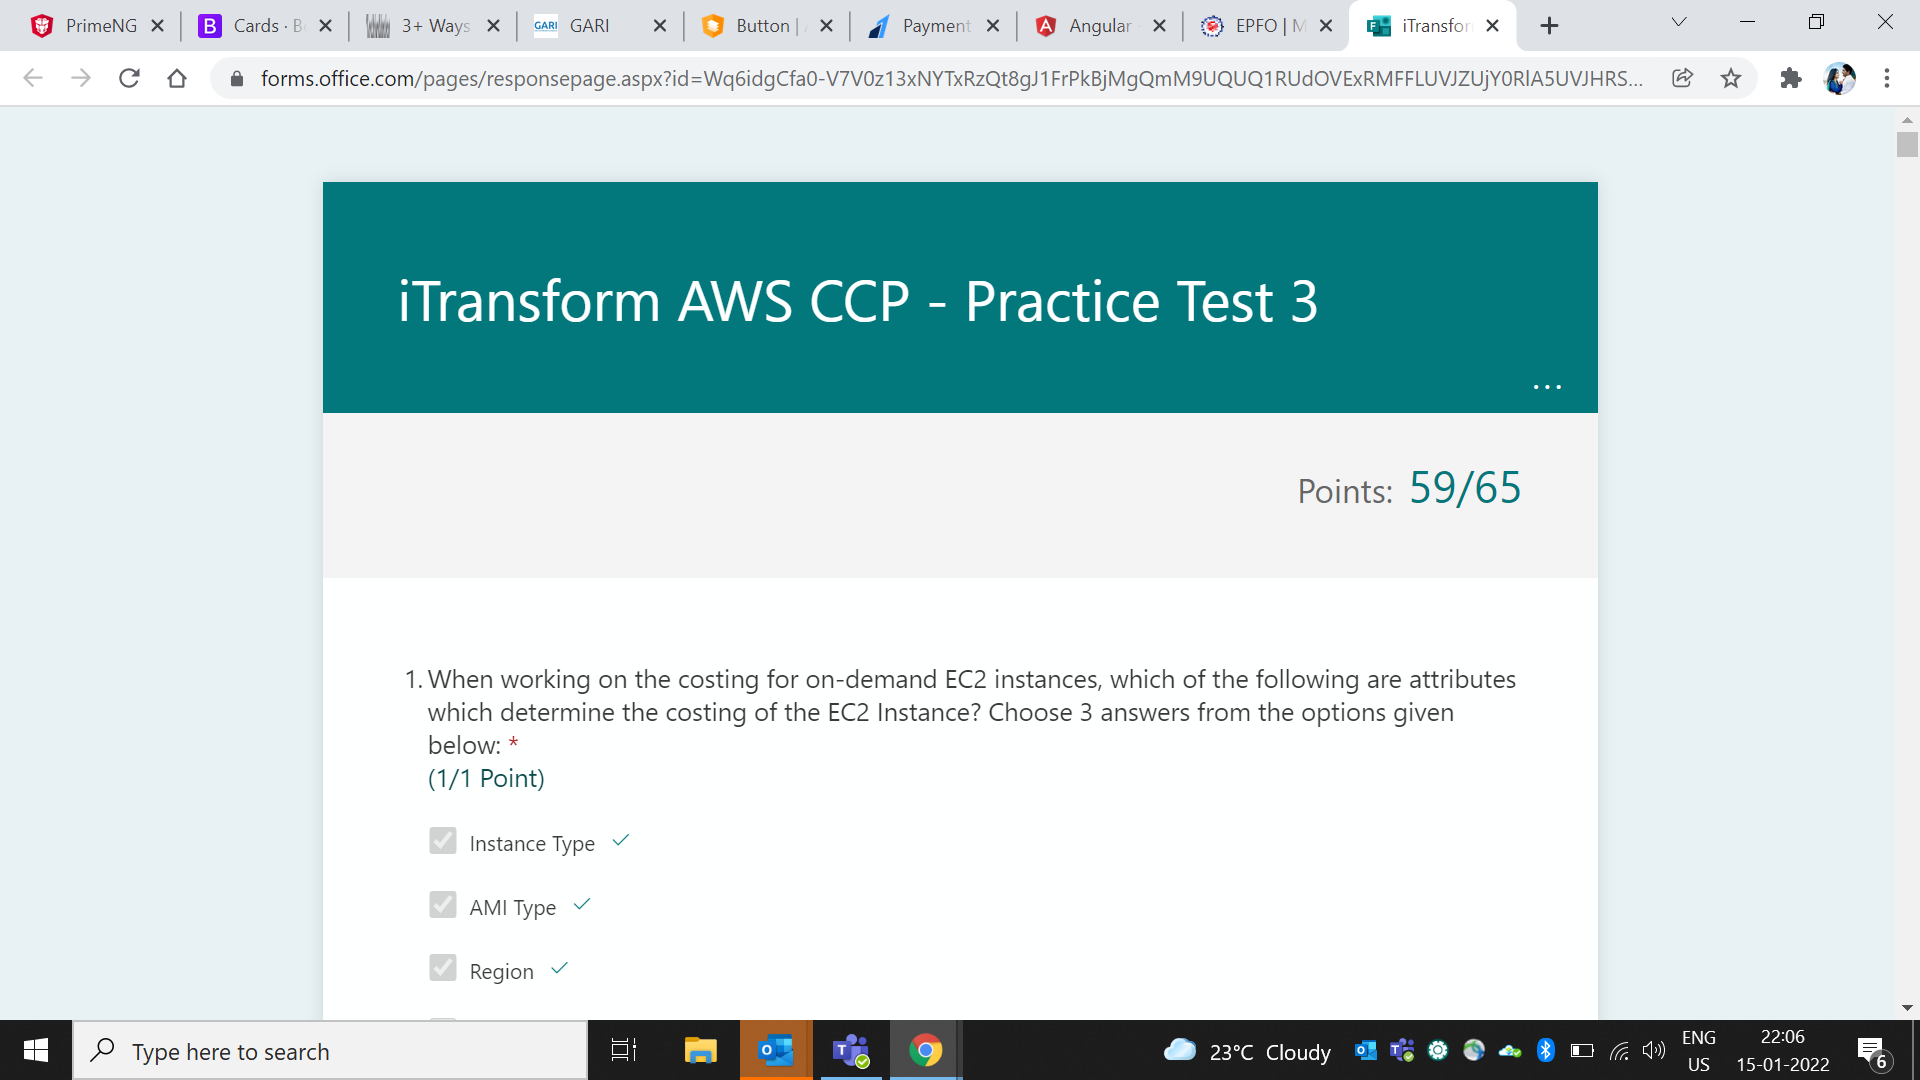 PrimeNG
Cards · B
3+ Ways
GARI GARI
Button |
Payment
Angular
EPFO | M
iTransfor
forms.office.com/pages/responsepage.aspx?id=Wq6idgCfa0-V7V0z13xNYTxRzQt8gJ1FrPkBjMgQmM9UQUQ1RUdOVExRMFFLUVJZUjY0RlA5UVJHRS...
iTransform AWS CCP - Practice Test 3
...
Points: 59/65
1. When working on the costing for on-demand EC2 instances, which of the following are attributes
which determine the costing of the EC2 Instance? Choose 3 answers from the options given
below: *
(1/1 Point)
Instance Type
AMI Type
Region
Type here to search
23°C Cloudy
ENG
US
22:06
15-01-2022
6